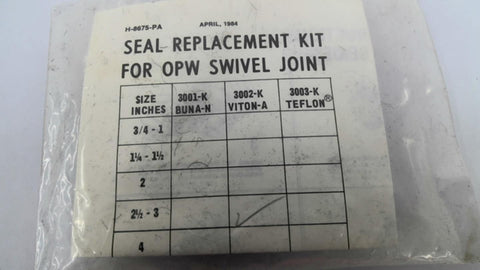 H-8675-PA APRIL, 1984
SEAL REPLACEMENT KIT
FOR OPW SWIVEL JOINT
SIZE INCHES 3001-K BUNA-N 3002-K VITON-A 3003-K TEFLON®
3/4 - 1
1¼ - 1½
2
2½ - 3 ✓
4